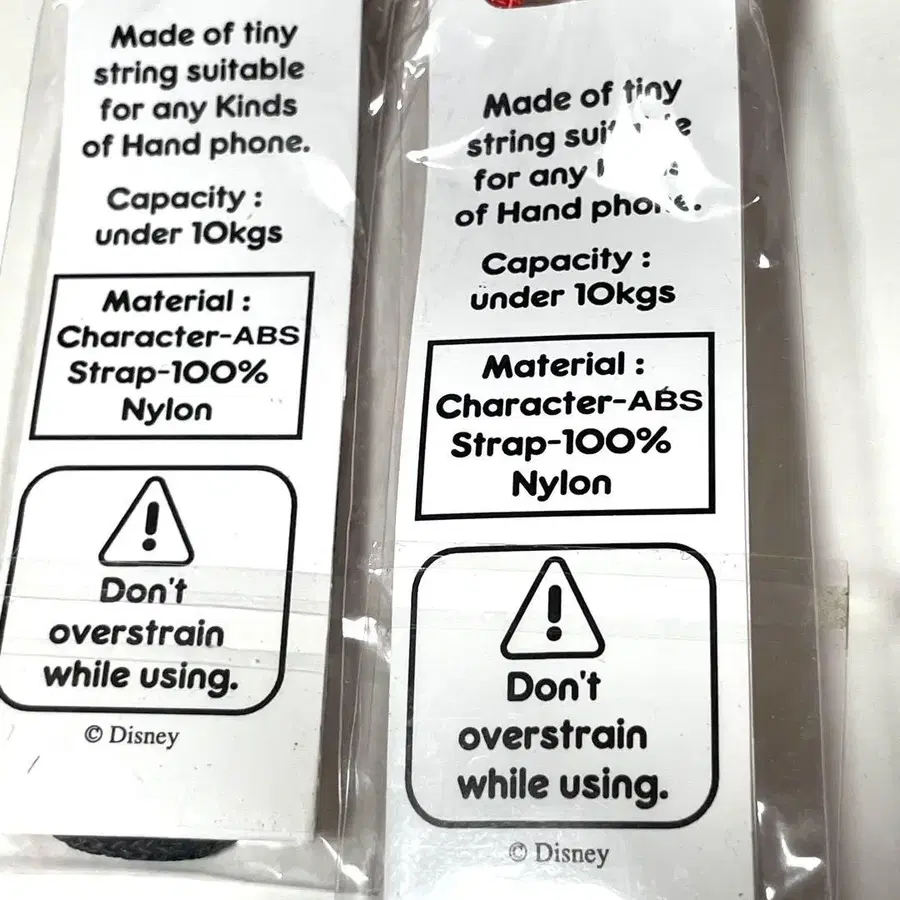 Made of tiny
string suitable
for any Kinds
of Hand phone.
Capacity :
under 10kgs
Material :
Character-ABS
Strap-100%
Nylon
Don't
overstrain
while using.
© Disney
Made of tiny
string
for any
of Hand
Capacity :
under 10kgs
Material :
Character-ABS
Strap-100%
Nylon
Don't
overstrain
while using.
© Disney